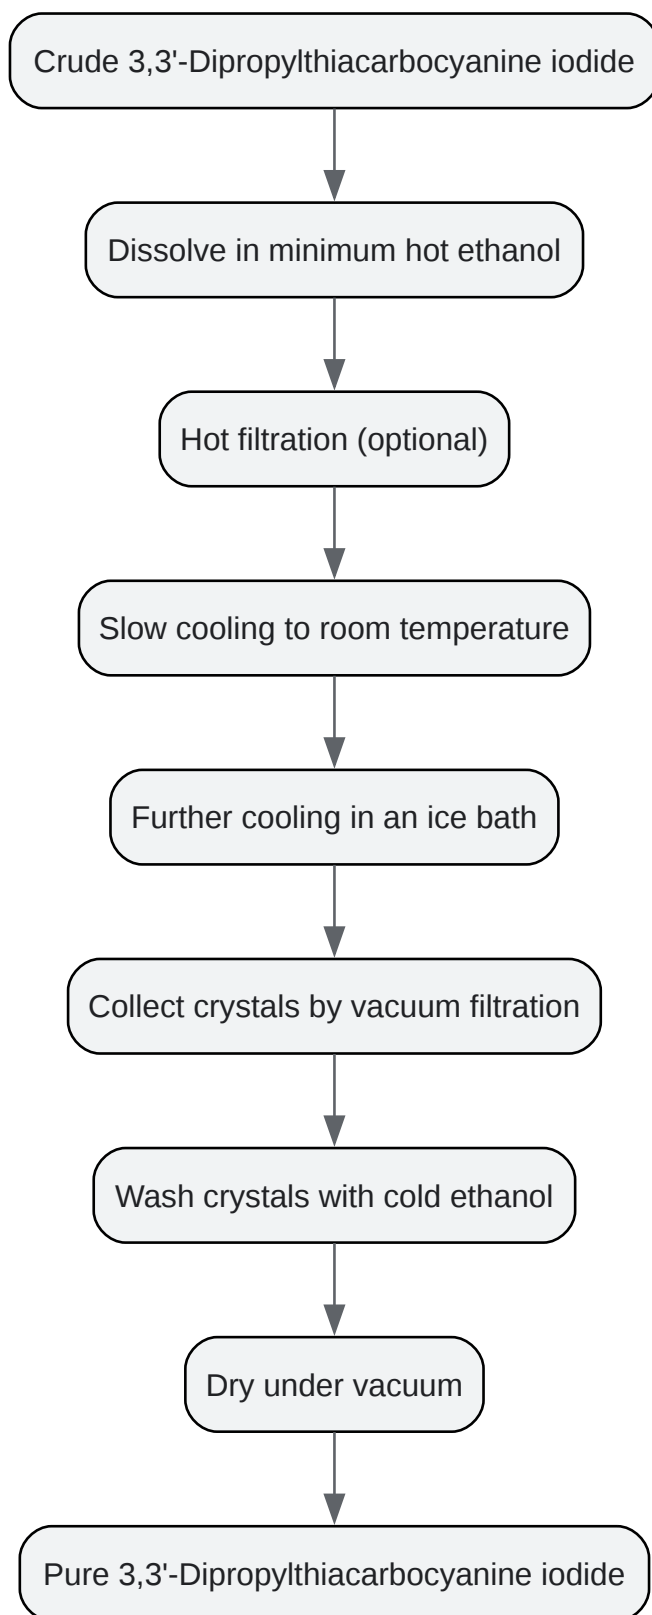 Crude 3,3'-Dipropylthiacarbocyanine iodide
Dissolve in minimum hot ethanol
Hot filtration (optional)
Slow cooling to room temperature
Further cooling in an ice bath
Collect crystals by vacuum filtration
Wash crystals with cold ethanol
Dry under vacuum
Pure 3,3'-Dipropylthiacarbocyanine iodide